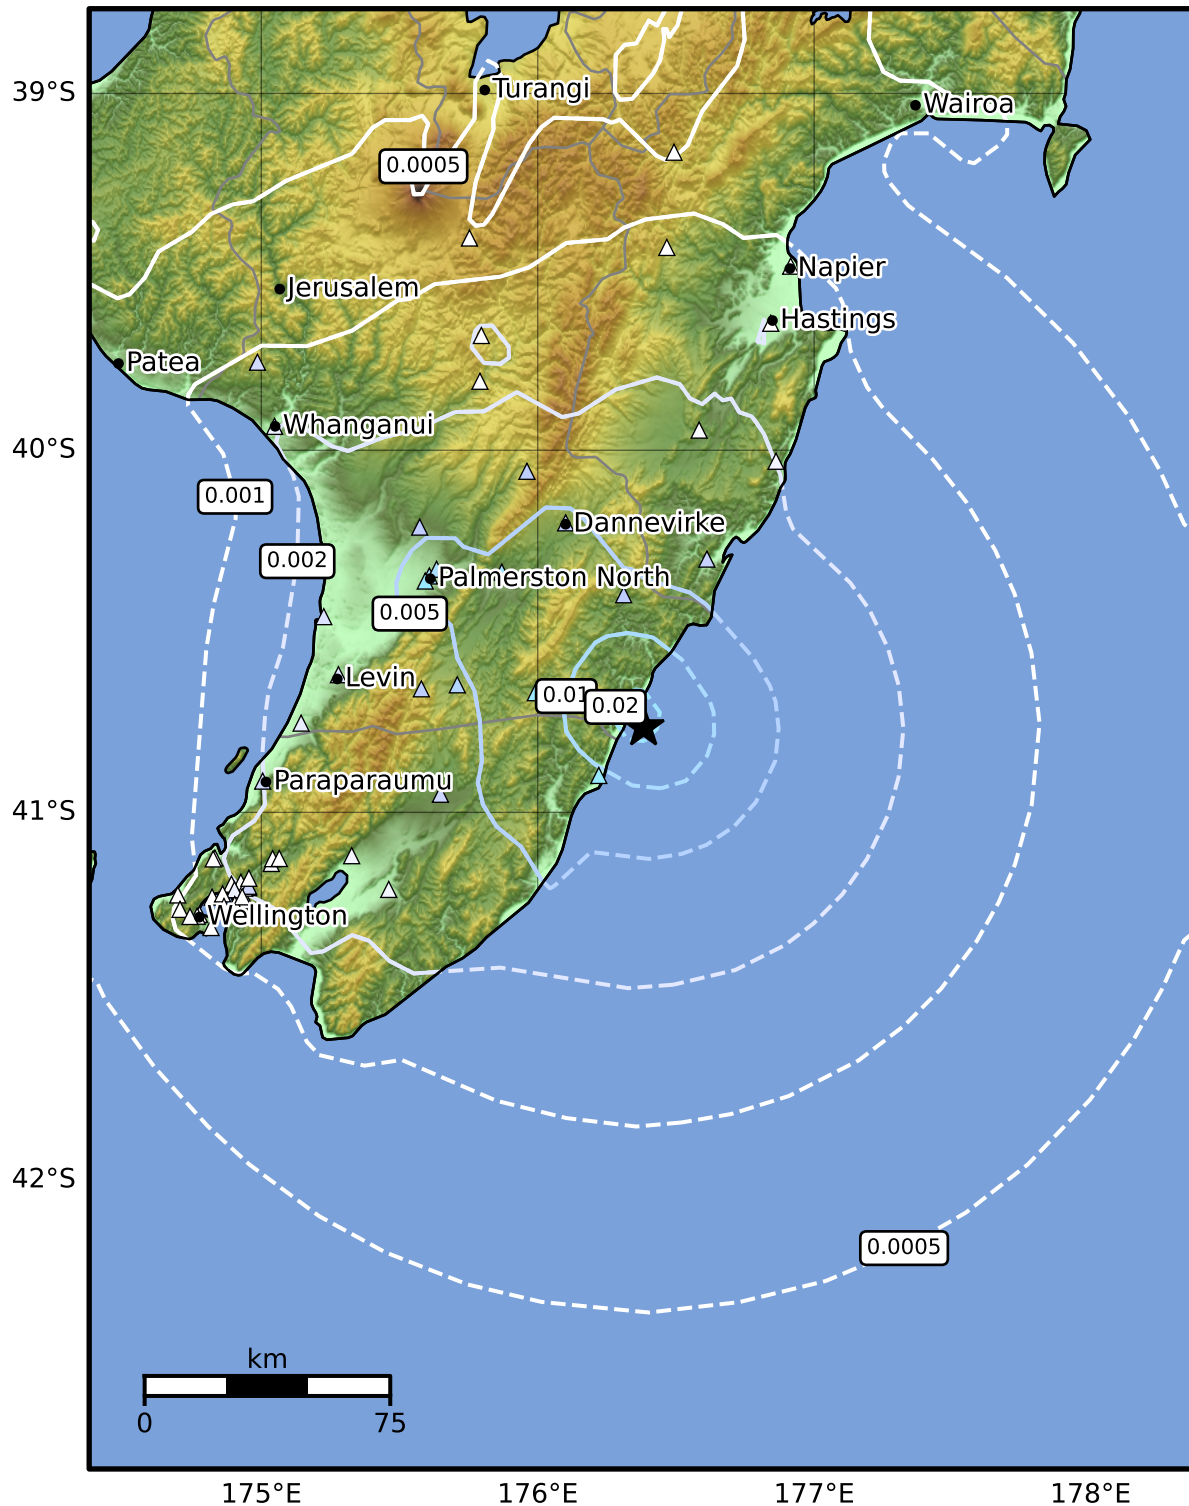 39°S
Turangi
Wairoa
0.0005
Napier
Jerusalem
Hastings
Patea
Whanganui
40°S
0.001
Dannevirke
0.002
Palmerston North
0.005
Levin
0.01
0.02
Paraparaumu
41°S
Wellington
42°S
0.0005
km
0 75
175°E 176°E 177°E 178°E